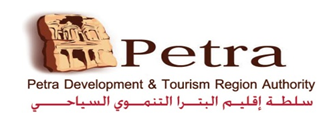 Petra
Petra Development & Tourism Region Authority
سلطة إقليم البترا التنموي السياحي